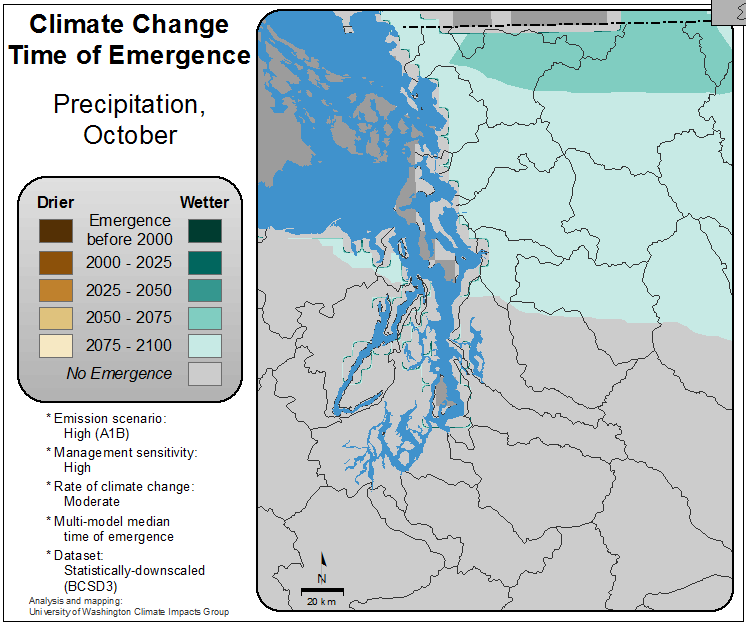 Climate Change
Time of Emergence
Precipitation,
October
Drier Wetter
Emergence
before 2000
2000 - 2025
2025 - 2050
2050 - 2075
2075 - 2100
No Emergence
* Emission scenario:
High (A1B)
* Management sensitivity:
High
* Rate of climate change:
Moderate
* Multi-model median
time of emergence
* Dataset:
Statistically-downscaled
(BCSD3)
Analysis and mapping:
University of Washington Climate Impacts Group
N
20 km